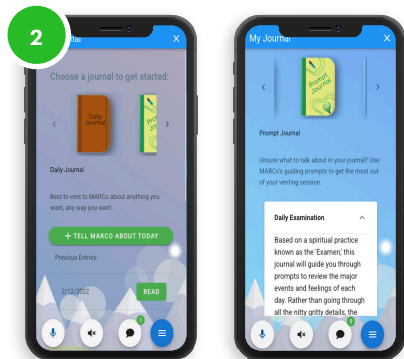 2
nal
X
Choose a journal to get started:
Daily
Journal
Daily Journal
Best to vent to MARCo about anything you
want, any way you want.
+ TELL MARCO ABOUT TODAY
Previous Entries:
2/12/2022
READ
My Journal
X
Prompt
Journal
Prompt Journal
Unsure what to talk about in your journal? Use
MARCo's guiding prompts to get the most out
of your venting session.
Daily Examination
Based on a spiritual practice
known as the 'Examen,' this
journal will guide you through
prompts to review the major
events and feelings of each
day. Rather than going through
all the nitty gritty details, the